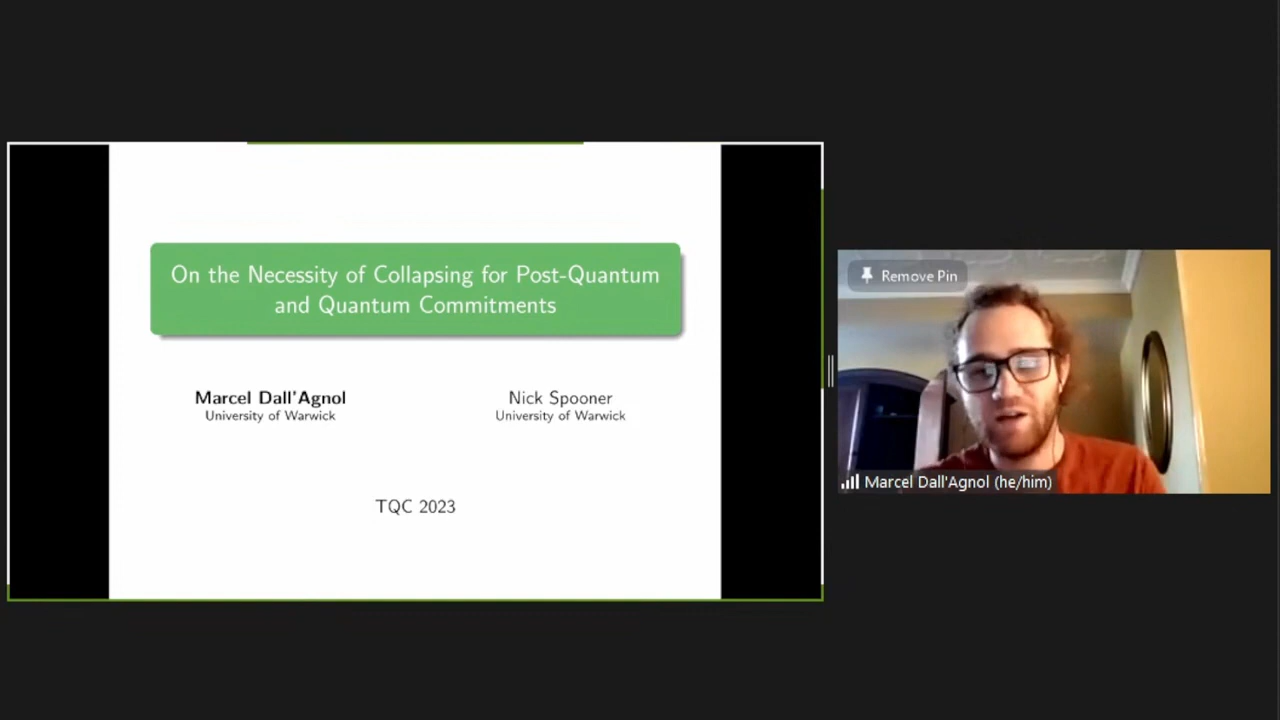 On the Necessity of Collapsing for Post-Quantum
and Quantum Commitments
Marcel Dall'Agnol
University of Warwick
Nick Spooner
University of Warwick
TQC 2023
Remove Pin
Marcel Dall'Agnol (he/him)